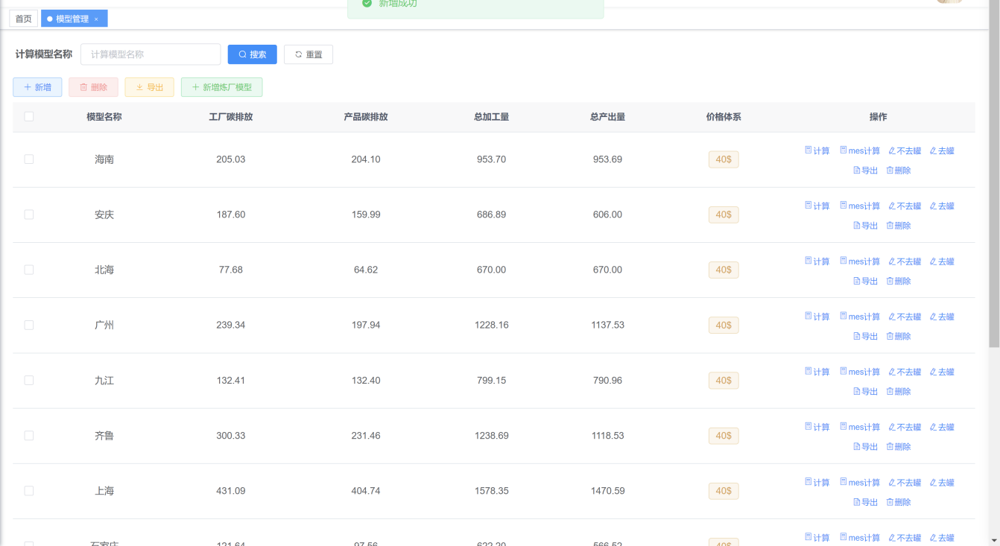 新增成功
首页 模型管理 ×
计算模型名称 计算模型名称 搜索 重置
新增 删除 导出 新增炼厂模型
模型名称 工厂碳排放 产品碳排放 总加工量 总产出量 价格体系 操作
海南 205.03 204.10 953.70 953.69 40$ 计算 mes计算 不去罐 去罐
导出 删除
安庆 187.60 159.99 686.89 606.00 40$ 计算 mes计算 不去罐 去罐
导出 删除
北海 77.68 64.62 670.00 670.00 40$ 计算 mes计算 不去罐 去罐
导出 删除
广州 239.34 197.94 1228.16 1137.53 40$ 计算 mes计算 不去罐 去罐
导出 删除
九江 132.41 132.40 799.15 790.96 40$ 计算 mes计算 不去罐 去罐
导出 删除
齐鲁 300.33 231.46 1238.69 1118.53 40$ 计算 mes计算 不去罐 去罐
导出 删除
上海 431.09 404.74 1578.35 1470.59 40$ 计算 mes计算 不去罐 去罐
导出 删除
石家庄 121.64 97.56 622.20 566.52 40$ 计算 mes计算 不去罐 去罐